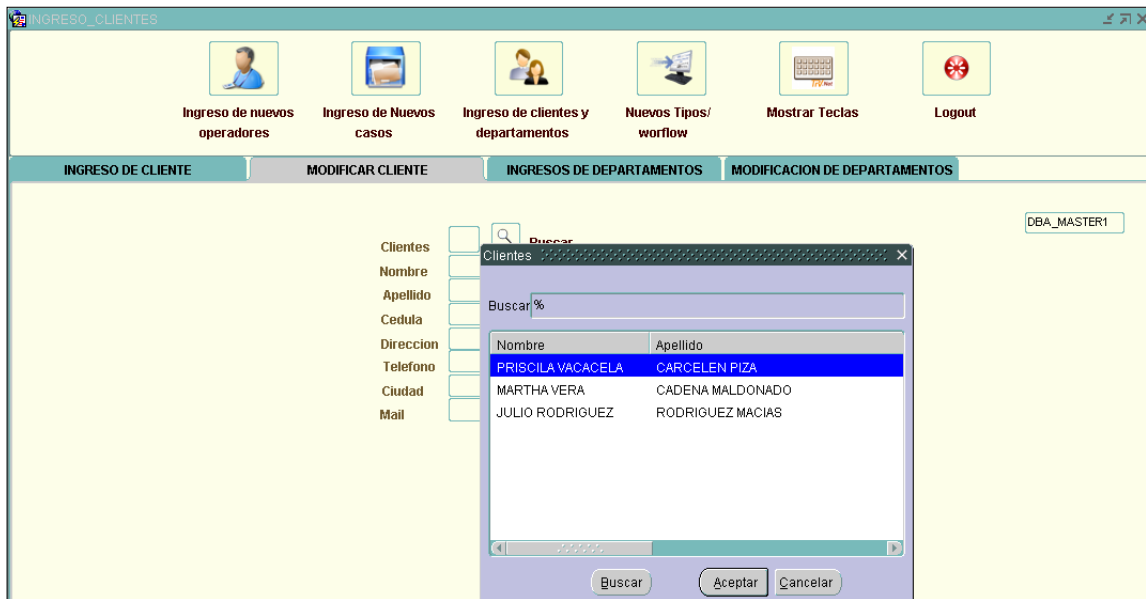 INGRESO_CLIENTES
Ingreso de nuevos operadores
Ingreso de Nuevos casos
Ingreso de clientes y departamentos
Nuevos Tipos/ worflow
Mostrar Teclas
Logout
INGRESO DE CLIENTE
MODIFICAR CLIENTE
INGRESOS DE DEPARTAMENTOS
MODIFICACION DE DEPARTAMENTOS
DBA_MASTER1
Clientes
Buscar
Nombre
Apellido
Cedula
Direccion
Telefono
Ciudad
Mail
Clientes
Buscar %
Nombre Apellido
PRISCILA VACACELA CARCELEN PIZA
MARTHA VERA CADENA MALDONADO
JULIO RODRIGUEZ RODRIGUEZ MACIAS
Buscar Aceptar Cancelar